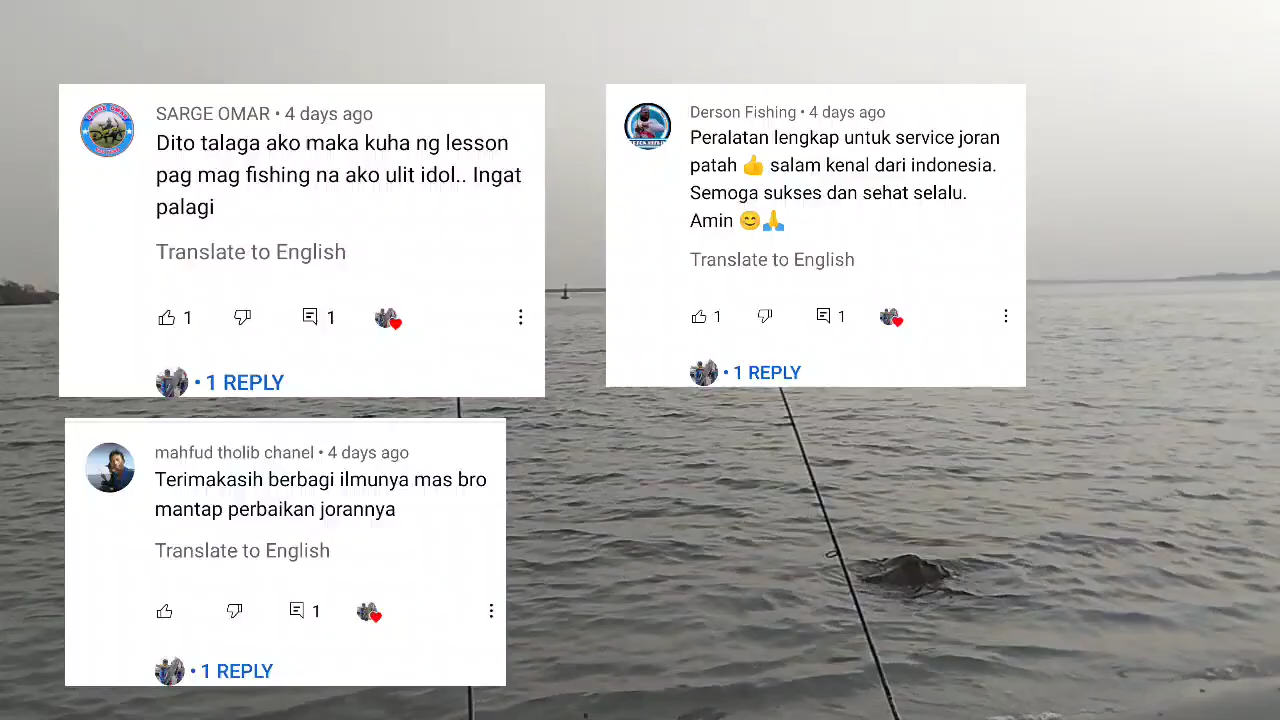 SARGE OMAR • 4 days ago
Dito talaga ako maka kuha ng lesson
pag mag fishing na ako ulit idol.. Ingat
palagi
Translate to English
1
1
• 1 REPLY
Derson Fishing • 4 days ago
Peralatan lengkap untuk service joran
patah 👍 salam kenal dari indonesia.
Semoga sukses dan sehat selalu.
Amin 😊🙏
Translate to English
1
1
• 1 REPLY
mahfud tholib chanel • 4 days ago
Terimakasih berbagi ilmunya mas bro
mantap perbaikan jorannya
Translate to English
1
• 1 REPLY